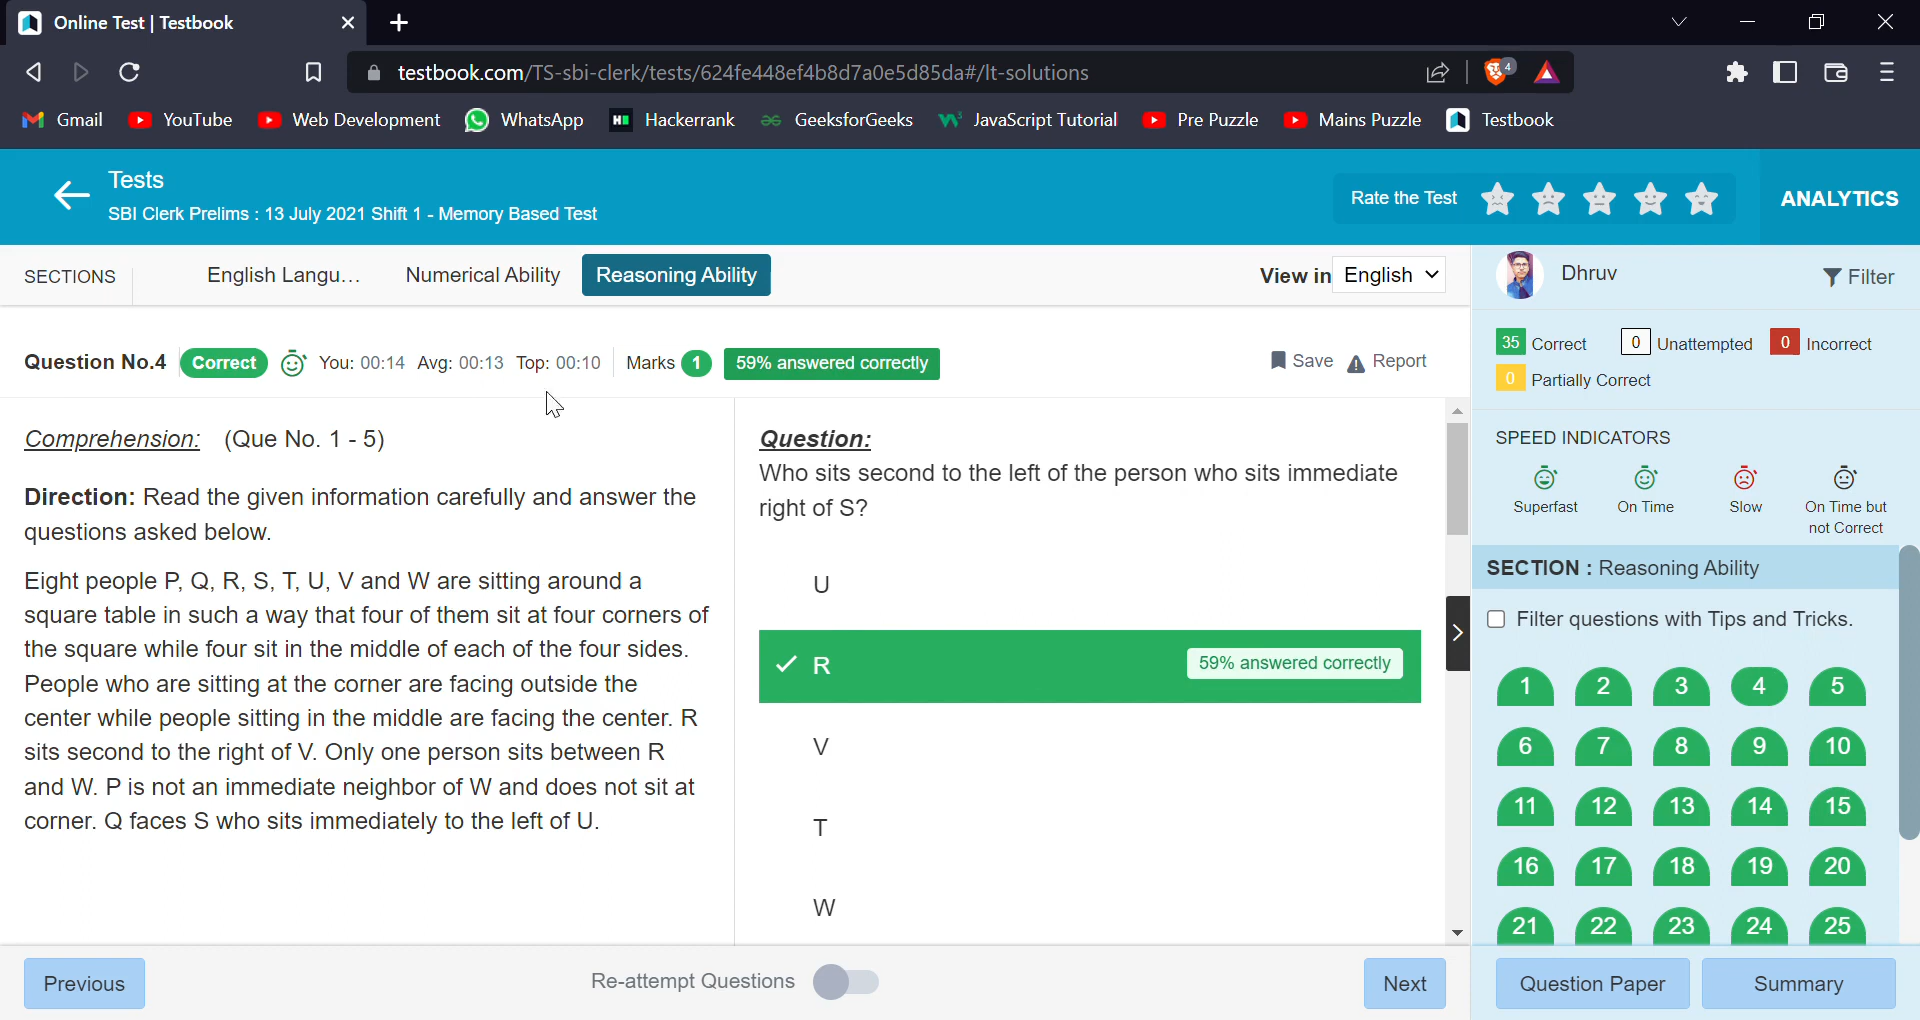 Online Test | Testbook
testbook.com/TS-sbi-clerk/tests/624fe448ef4b8d7a0e5d85da#/lt-solutions
4
Gmail YouTube Web Development WhatsApp Hackerrank GeeksforGeeks JavaScript Tutorial Pre Puzzle Mains Puzzle Testbook
Tests
SBI Clerk Prelims : 13 July 2021 Shift 1 - Memory Based Test
Rate the Test
ANALYTICS
SECTIONS English Langu... Numerical Ability Reasoning Ability View in English
Question No.4 Correct You: 00:14 Avg: 00:13 Top: 00:10 Marks 1 59% answered correctly Save Report
Comprehension: (Que No. 1 - 5)
Direction: Read the given information carefully and answer the
questions asked below.
Eight people P, Q, R, S, T, U, V and W are sitting around a
square table in such a way that four of them sit at four corners of
the square while four sit in the middle of each of the four sides.
People who are sitting at the corner are facing outside the
center while people sitting in the middle are facing the center. R
sits second to the right of V. Only one person sits between R
and W. P is not an immediate neighbor of W and does not sit at
corner. Q faces S who sits immediately to the left of U.
Question:
Who sits second to the left of the person who sits immediate
right of S?
U
R 59% answered correctly
V
T
W
Dhruv Filter
35 Correct 0 Unattempted 0 Incorrect
0 Partially Correct
SPEED INDICATORS
Superfast On Time Slow On Time but
not Correct
SECTION : Reasoning Ability
Filter questions with Tips and Tricks.
1 2 3 4 5
6 7 8 9 10
11 12 13 14 15
16 17 18 19 20
21 22 23 24 25
Previous Re-attempt Questions Next Question Paper Summary